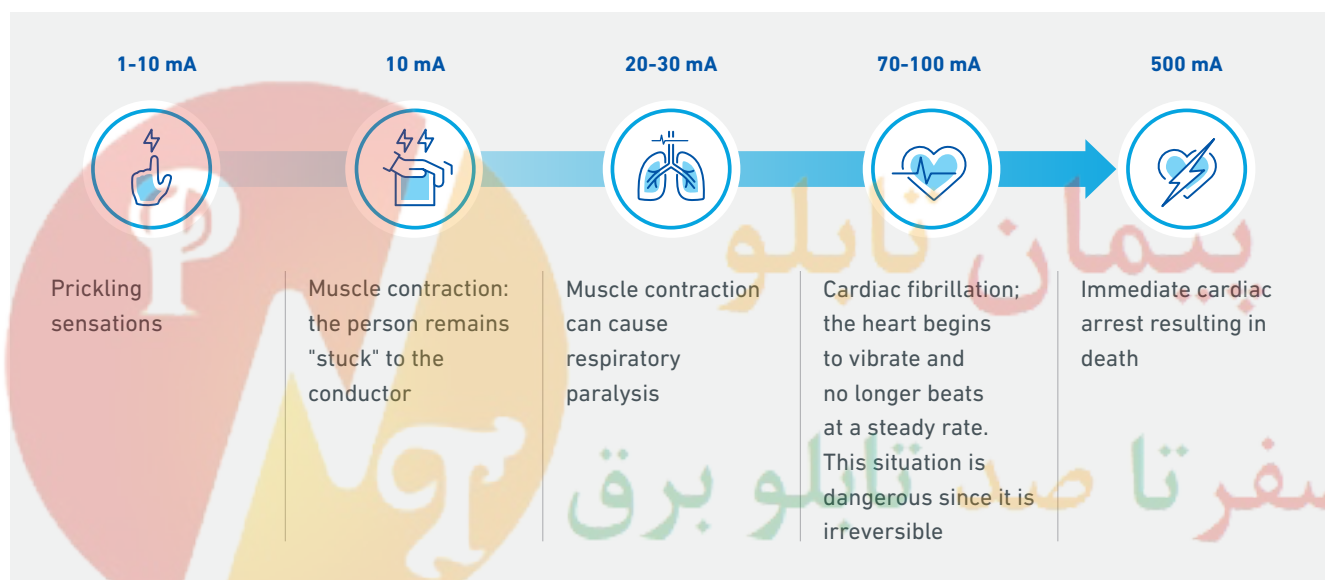 1-10 mA
Prickling
sensations
10 mA
Muscle contraction:
the person remains
"stuck" to the
conductor
20-30 mA
Muscle contraction
can cause
respiratory
paralysis
70-100 mA
Cardiac fibrillation;
the heart begins
to vibrate and
no longer beats
at a steady rate.
This situation is
dangerous since it is
irreversible
500 mA
Immediate cardiac
arrest resulting in
death
پیمان تابلو
صفر تا صد تابلو برق
P
T